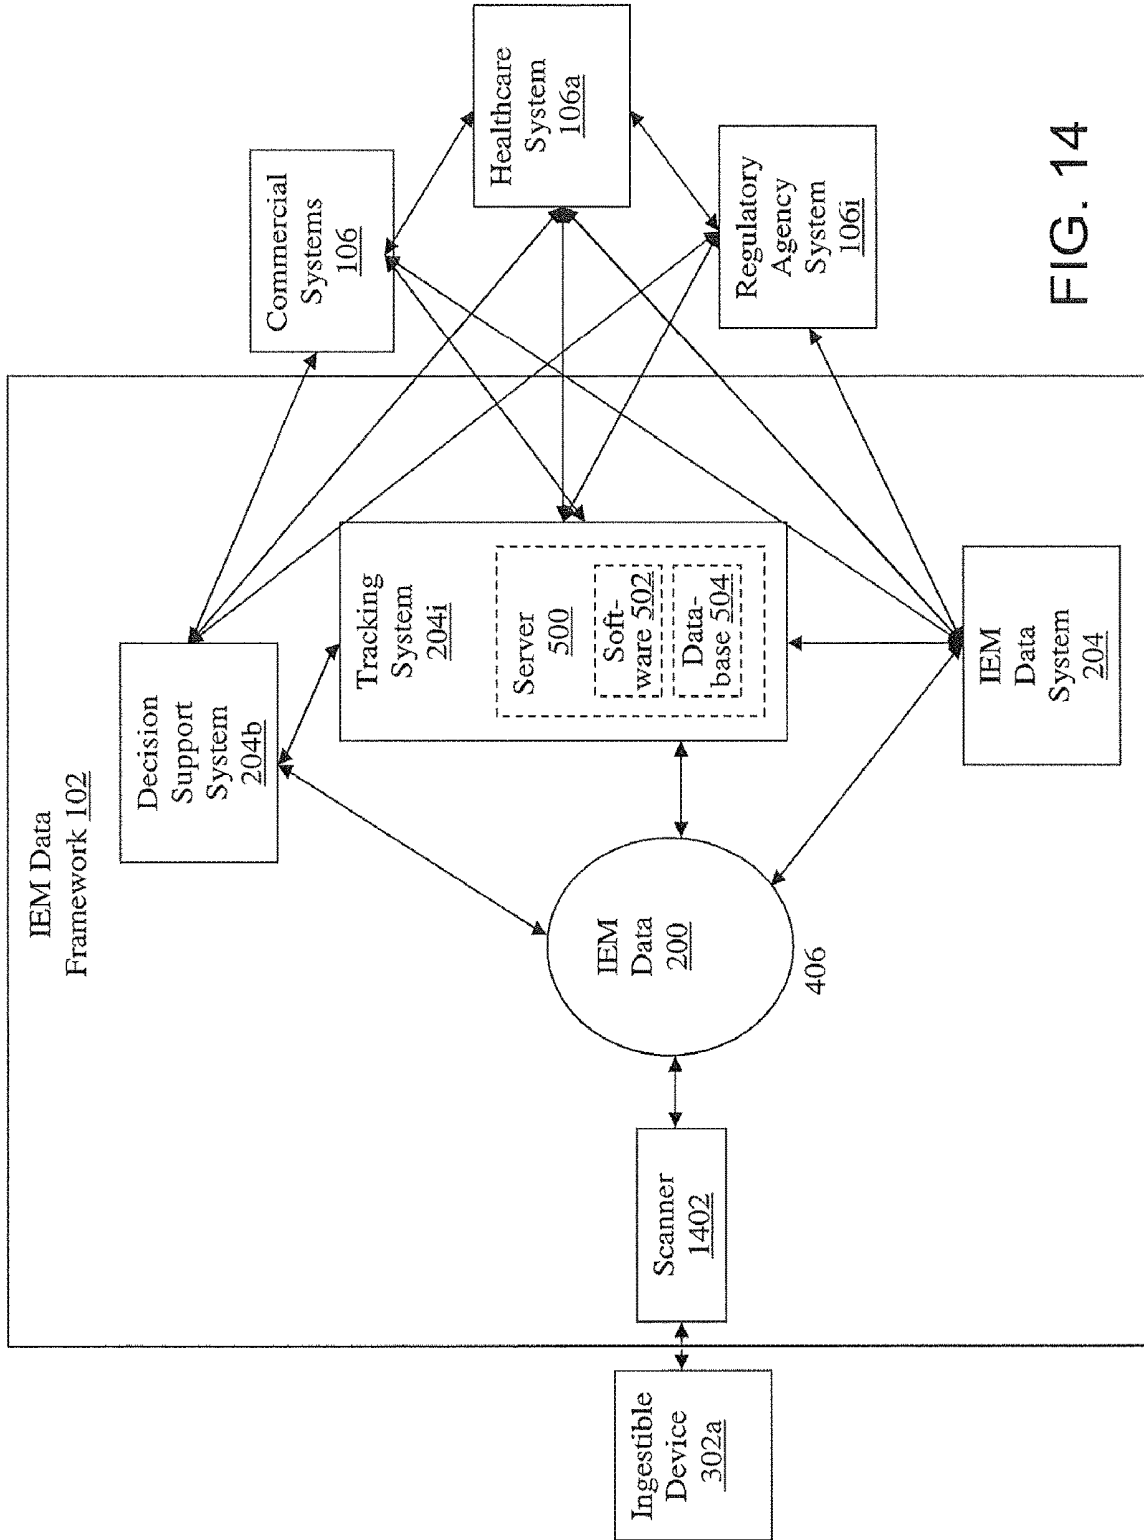 IEM Data
Framework 102
Decision
Support
System
204b
Commercial
Systems
106
Ingestible
Device
302a
Scanner
1402
IEM
Data
200
406
Tracking
System
204i
Server
500
Soft-
ware 502
Data-
base 504
Healthcare
System
106a
IEM
Data
System
204
Regulatory
Agency
System
106i
FIG. 14